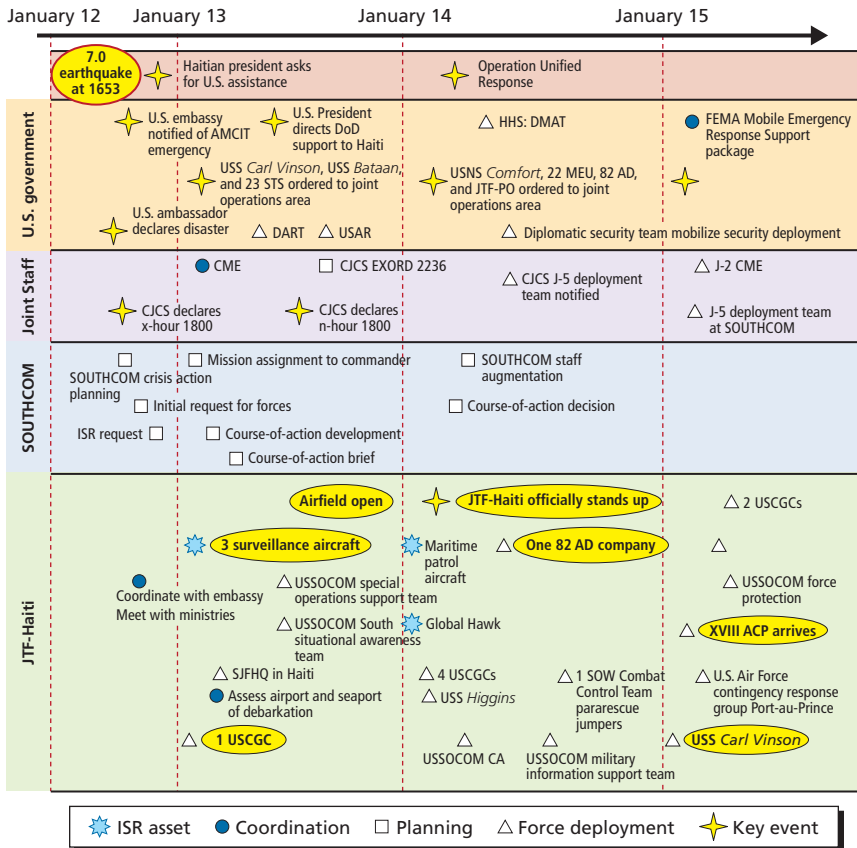 January 12
January 13
January 14
January 15
7.0
earthquake
at 1653
Haitian president asks
for U.S. assistance
Operation Unified
Response
U.S. government
U.S. embassy
notified of AMCIT
emergency
U.S. President
directs DoD
support to Haiti
HHS: DMAT
FEMA Mobile Emergency
Response Support
package
USS Carl Vinson, USS Bataan,
and 23 STS ordered to joint
operations area
USNS Comfort, 22 MEU, 82 AD,
and JTF-PO ordered to joint
operations area
U.S. ambassador
declares disaster
DART
USAR
Diplomatic security team mobilize security deployment
Joint Staff
CME
CJCS EXORD 2236
CJCS J-5 deployment
team notified
J-2 CME
CJCS declares
x-hour 1800
CJCS declares
n-hour 1800
J-5 deployment team
at SOUTHCOM
SOUTHCOM
SOUTHCOM crisis action
planning
Mission assignment to commander
SOUTHCOM staff
augmentation
Initial request for forces
Course-of-action decision
ISR request
Course-of-action development
Course-of-action brief
JTF-Haiti
Airfield open
JTF-Haiti officially stands up
2 USCGCs
3 surveillance aircraft
Maritime
patrol
aircraft
One 82 AD company
Coordinate with embassy
Meet with ministries
USSOCOM special
operations support team
USSOCOM force
protection
USSOCOM South
situational awareness
team
Global Hawk
XVIII ACP arrives
SJFHQ in Haiti
4 USCGCs
1 SOW Combat
Control Team
pararescue
jumpers
U.S. Air Force
contingency response
group Port-au-Prince
Assess airport and seaport
of debarkation
USS Higgins
1 USCGC
USSOCOM CA
USSOCOM military
information support team
USS Carl Vinson
ISR asset
Coordination
Planning
Force deployment
Key event